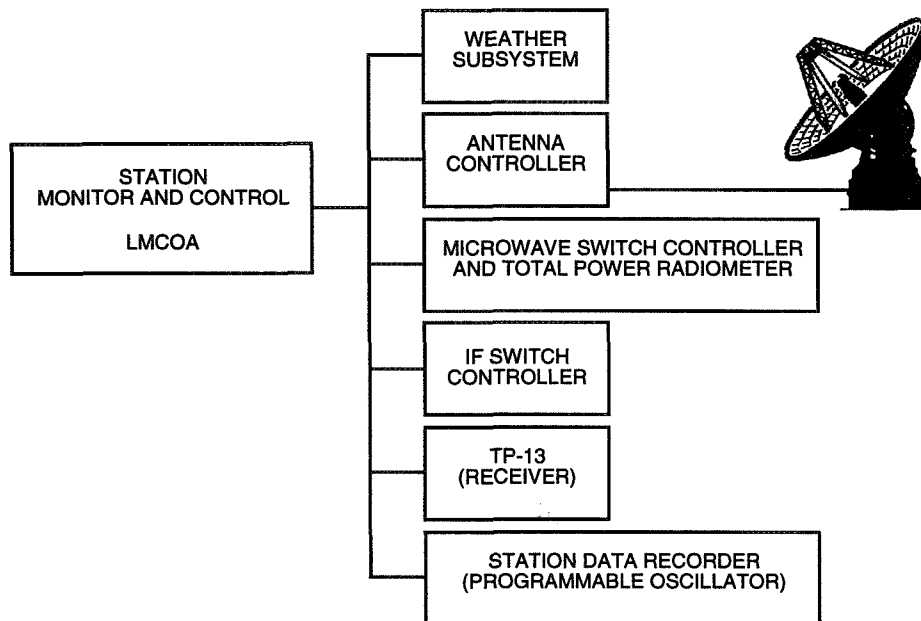 WEATHER
SUBSYSTEM
ANTENNA
CONTROLLER
STATION
MONITOR AND CONTROL
LMCOA
MICROWAVE SWITCH CONTROLLER
AND TOTAL POWER RADIOMETER
IF SWITCH
CONTROLLER
TP-13
(RECEIVER)
STATION DATA RECORDER
(PROGRAMMABLE OSCILLATOR)